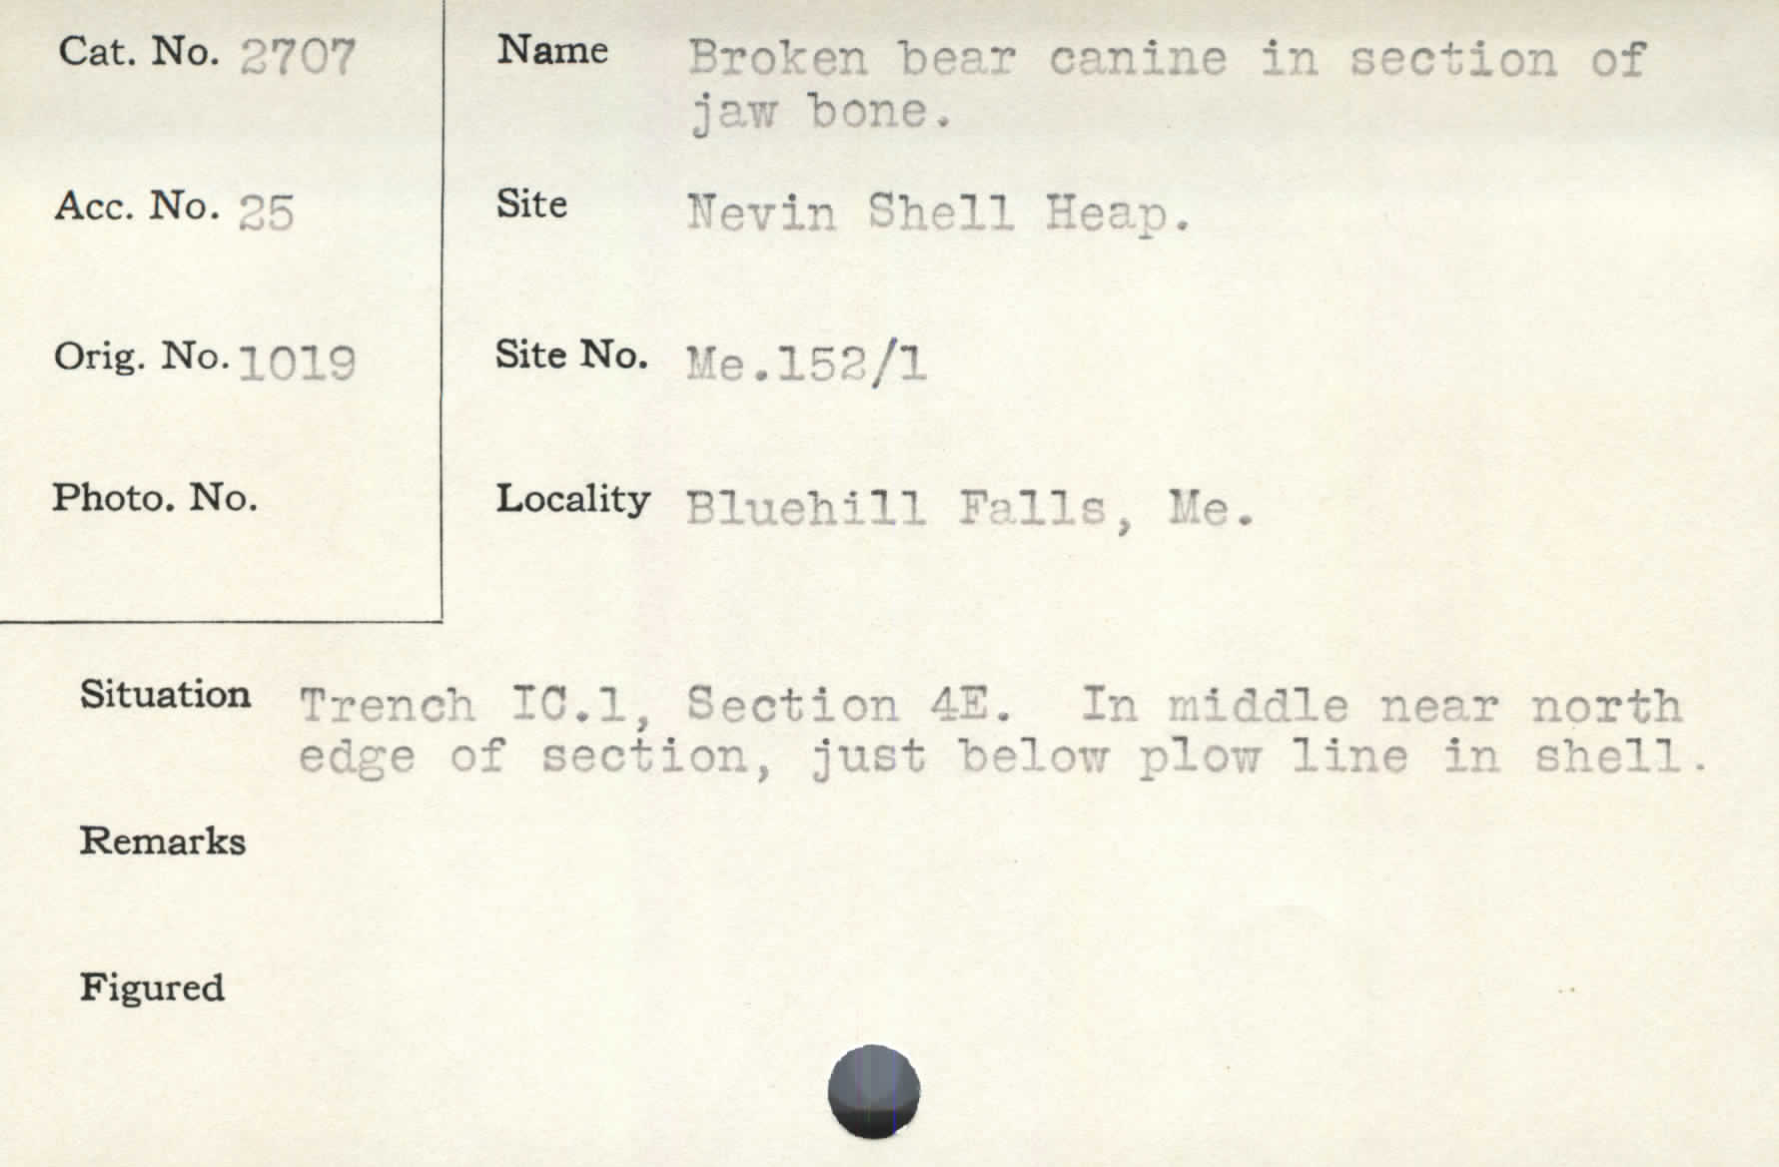 Cat. No. 2707
Name Broken bear canine in section of
jaw bone.
Acc. No. 25
Site Nevin Shell Heap.
Orig. No. 1019
Site No. Me.152/1
Photo. No.
Locality Bluehill Falls, Me.
Situation Trench IC.1, Section 4E. In middle near north
edge of section, just below plow line in shell.
Remarks
Figured